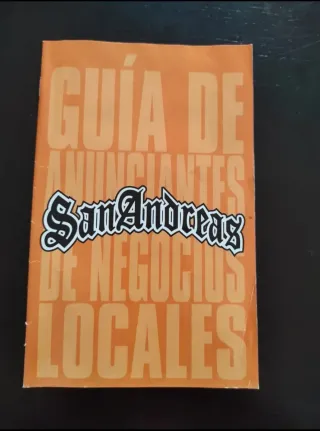 GUÍA DE
ANUNCIANTES
SanAndreas
DE NEGOCIOS
LOCALES